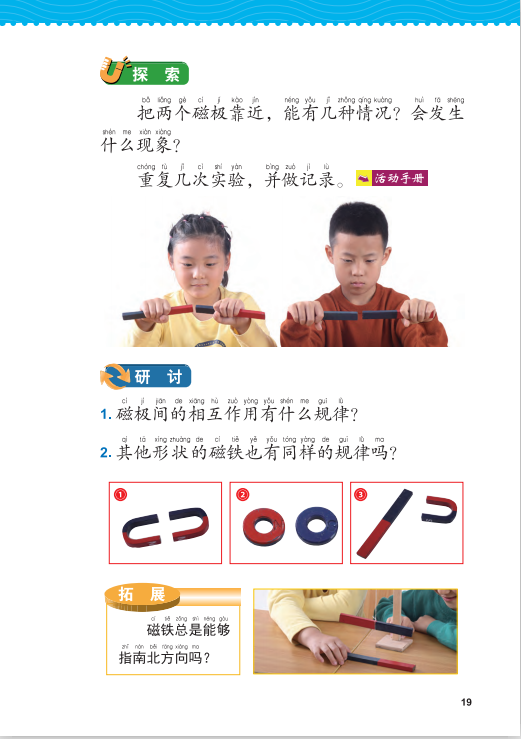 探 索
bǎ liǎng gè cí jí kào jìn néng yǒu jǐ zhǒng qíng kuàng huì fā shēng
把两个磁极靠近，能有几种情况？会发生
shén me xiàn xiàng
什么现象？
chóng fù jǐ cì shí yàn bìng zuò jì lù
重复几次实验，并做记录。 活动手册
研 讨
cí jí jiān de xiāng hù zuò yòng yǒu shén me guī lǜ
1. 磁极间的相互作用有什么规律？
qí tā xíng zhuàng de cí tiě yě yǒu tóng yàng de guī lǜ ma
2. 其他形状的磁铁也有同样的规律吗？
1 2 3
拓 展
cí tiě zǒng shì néng gòu
磁铁总是能够
zhǐ nán běi fāng xiàng ma
指南北方向吗？
19